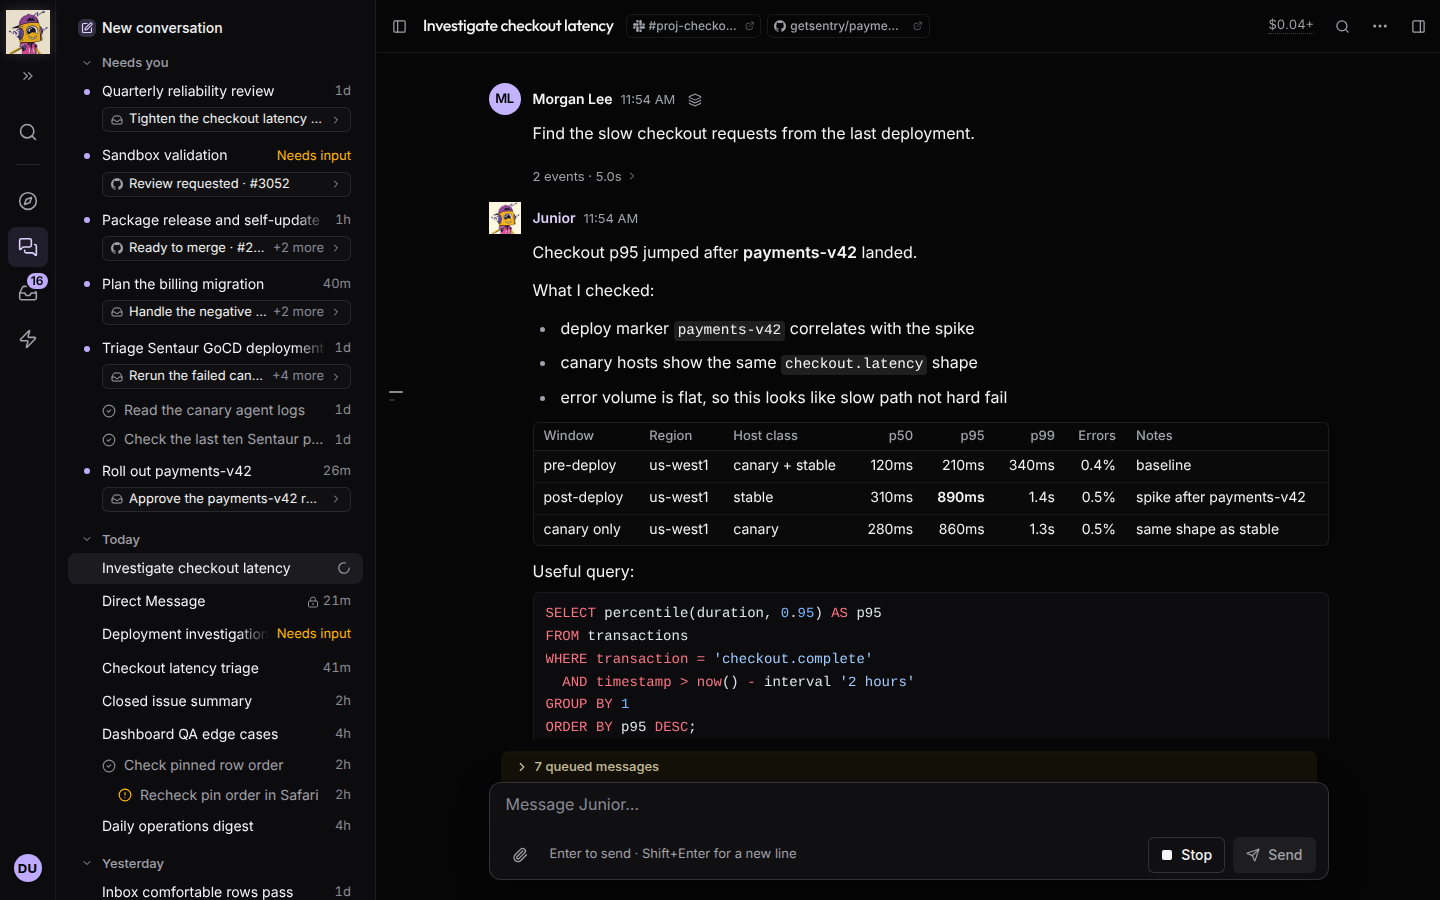 New conversation
Needs you
Quarterly reliability review 1d
Tighten the checkout latency ...
Sandbox validation Needs input
Review requested · #3052
Package release and self-update 1h
Ready to merge · #2... +2 more
Plan the billing migration 40m
Handle the negative ... +2 more
Triage Sentaur GoCD deployment 1d
Rerun the failed can... +4 more
Read the canary agent logs 1d
Check the last ten Sentaur p... 1d
Roll out payments-v42 26m
Approve the payments-v42 r...
Today
Investigate checkout latency
Direct Message 21m
Deployment investigation Needs input
Checkout latency triage 41m
Closed issue summary 2h
Dashboard QA edge cases 4h
Check pinned row order 2h
Recheck pin order in Safari 2h
Daily operations digest 4h
Yesterday
Inbox comfortable rows pass 1d
16
DU
Investigate checkout latency #proj-checko... getsentry/payme... $0.04+
ML Morgan Lee 11:54 AM
Find the slow checkout requests from the last deployment.
2 events · 5.0s
Junior 11:54 AM
Checkout p95 jumped after payments-v42 landed.
What I checked:
• deploy marker payments-v42 correlates with the spike
• canary hosts show the same checkout.latency shape
• error volume is flat, so this looks like slow path not hard fail
Window Region Host class p50 p95 p99 Errors Notes
pre-deploy us-west1 canary + stable 120ms 210ms 340ms 0.4% baseline
post-deploy us-west1 stable 310ms 890ms 1.4s 0.5% spike after payments-v42
canary only us-west1 canary 280ms 860ms 1.3s 0.5% same shape as stable
Useful query:
SELECT percentile(duration, 0.95) AS p95
FROM transactions
WHERE transaction = 'checkout.complete'
AND timestamp > now() - interval '2 hours'
GROUP BY 1
ORDER BY p95 DESC;
7 queued messages
Message Junior...
Enter to send · Shift+Enter for a new line
Stop
Send